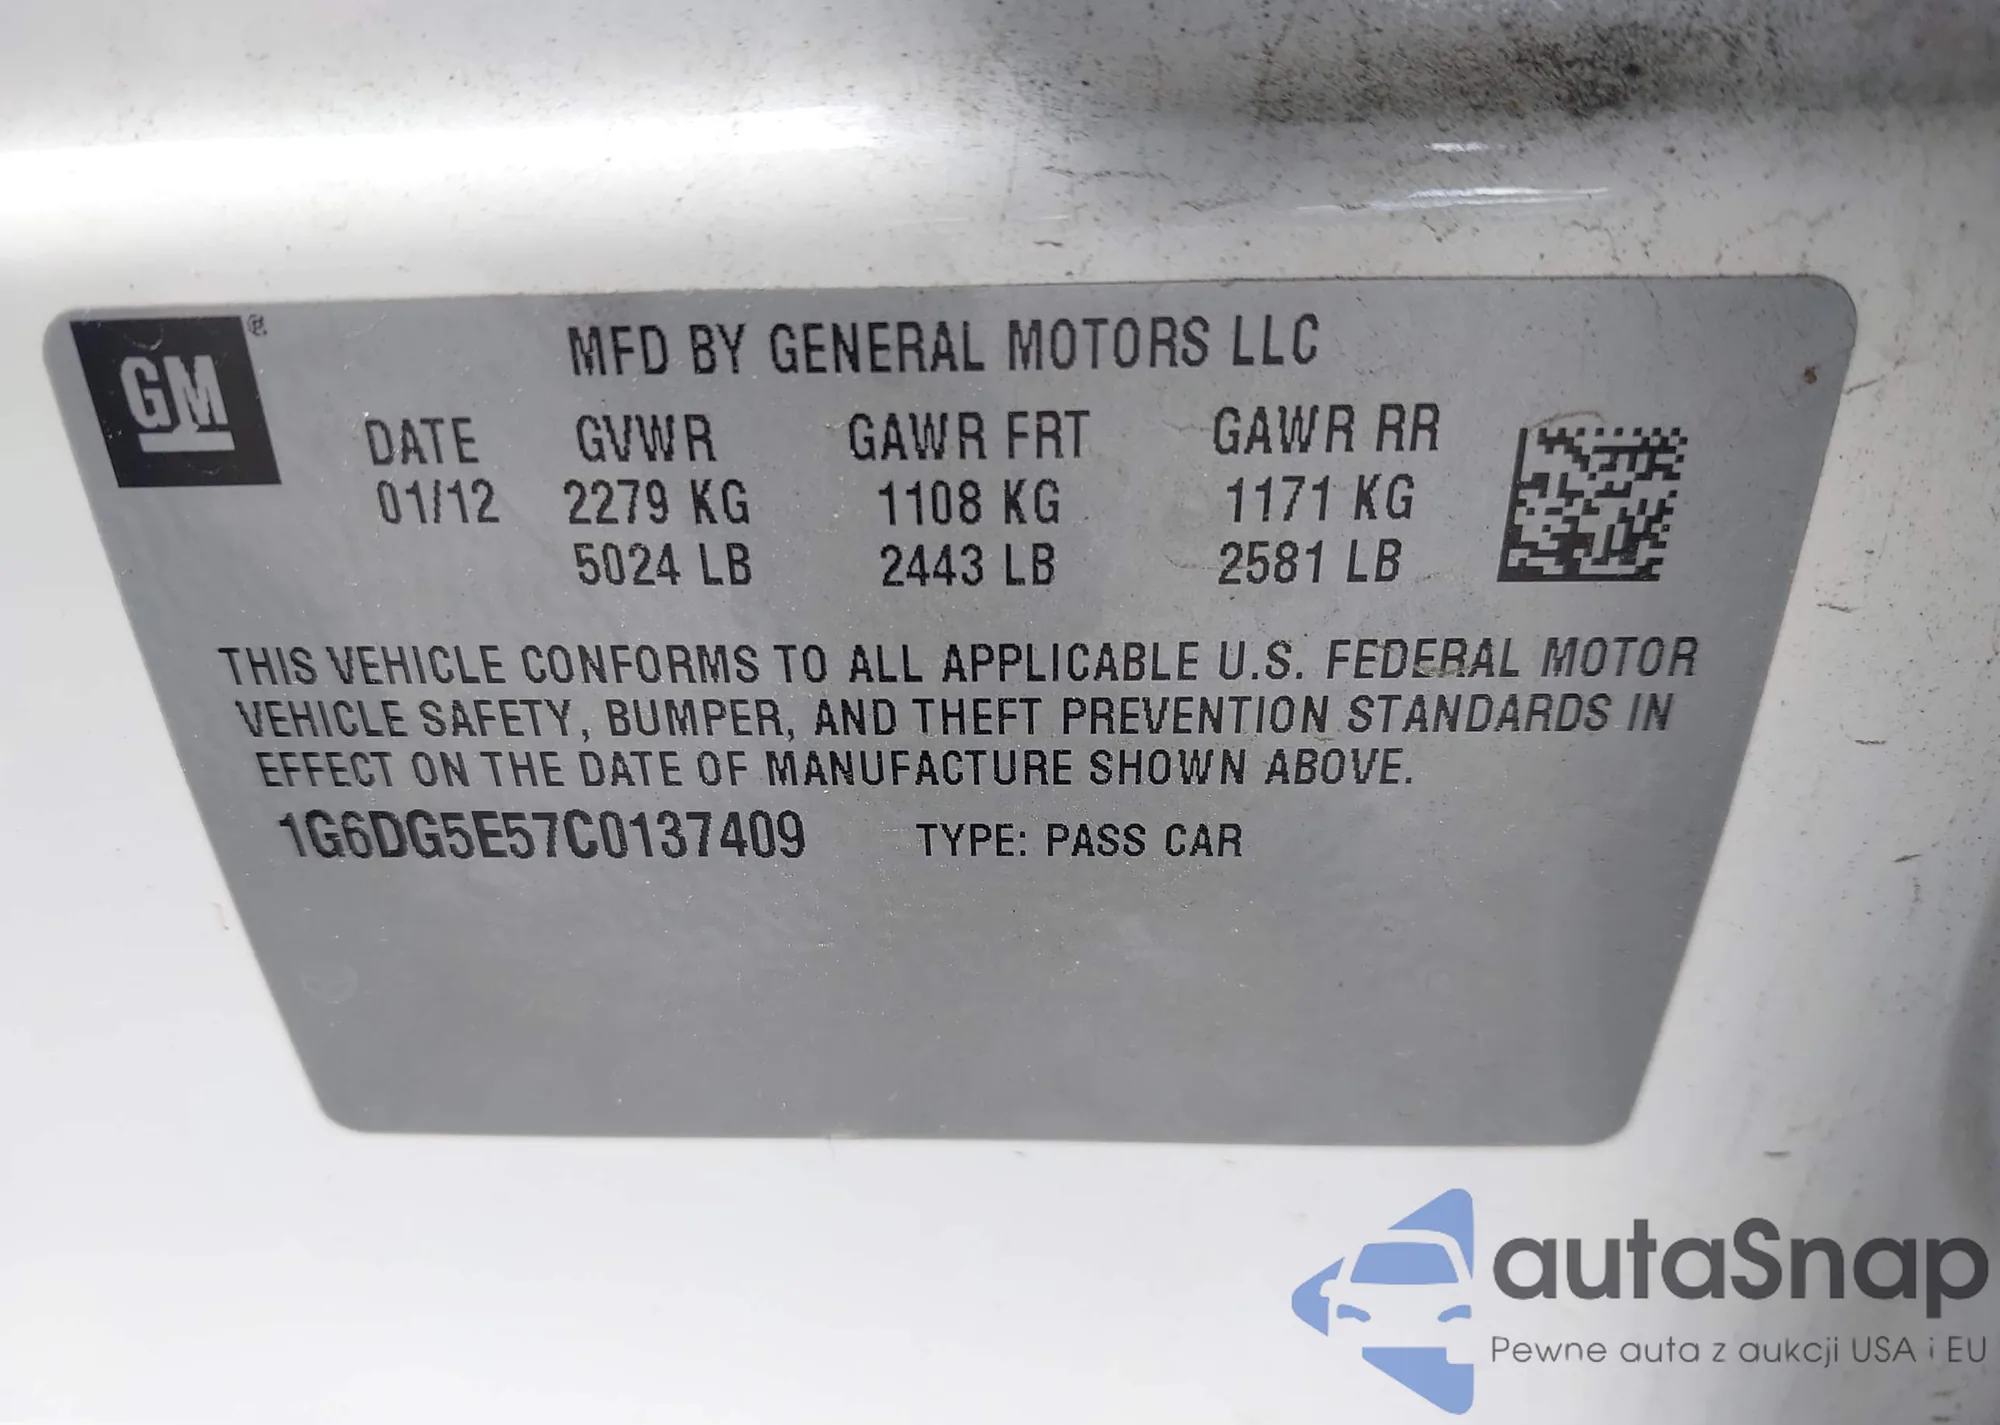 GM ®
MFD BY GENERAL MOTORS LLC
DATE GVWR GAWR FRT GAWR RR
01/12 2279 KG 1108 KG 1171 KG
5024 LB 2443 LB 2581 LB
THIS VEHICLE CONFORMS TO ALL APPLICABLE U.S. FEDERAL MOTOR
VEHICLE SAFETY, BUMPER, AND THEFT PREVENTION STANDARDS IN
EFFECT ON THE DATE OF MANUFACTURE SHOWN ABOVE.
1G6DG5E57C0137409 TYPE: PASS CAR
autaSnap
Pewne auta z aukcji USA i EU